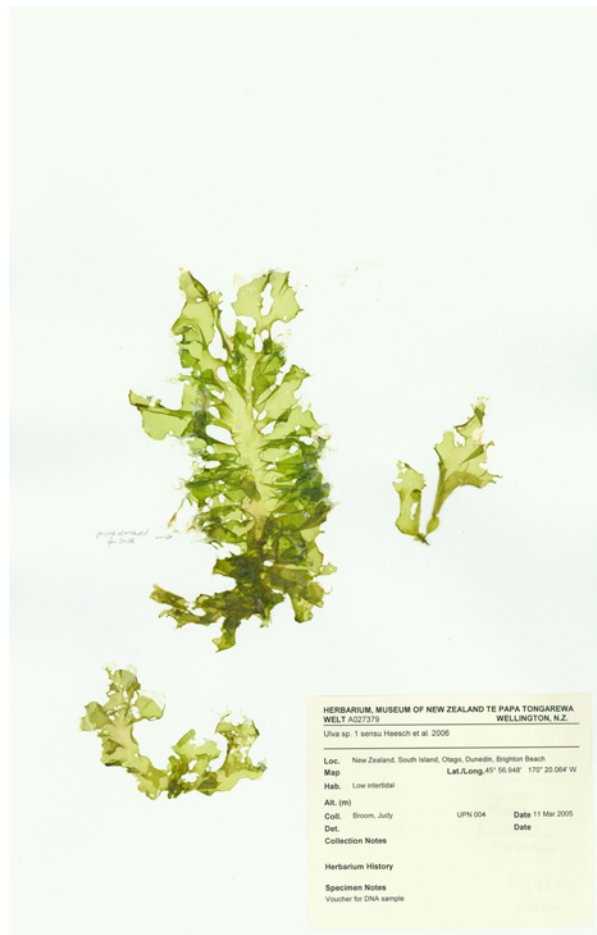 HERBARIUM, MUSEUM OF NEW ZEALAND TE PAPA TONGAREWA
WELT A027379 WELLINGTON, N.Z.
Ulva sp. 1 sensu Heesch et al. 2006
Loc. New Zealand, South Island, Otago, Dunedin, Brighton Beach
Map Lat./Long. 45° 56.948' 170° 20.064' W
Hab. Low intertidal
Alt. (m)
Coll. Broom, Judy UPN 004 Date 11 Mar 2005
Det. Date
Collection Notes
Herbarium History
Specimen Notes
Voucher for DNA sample